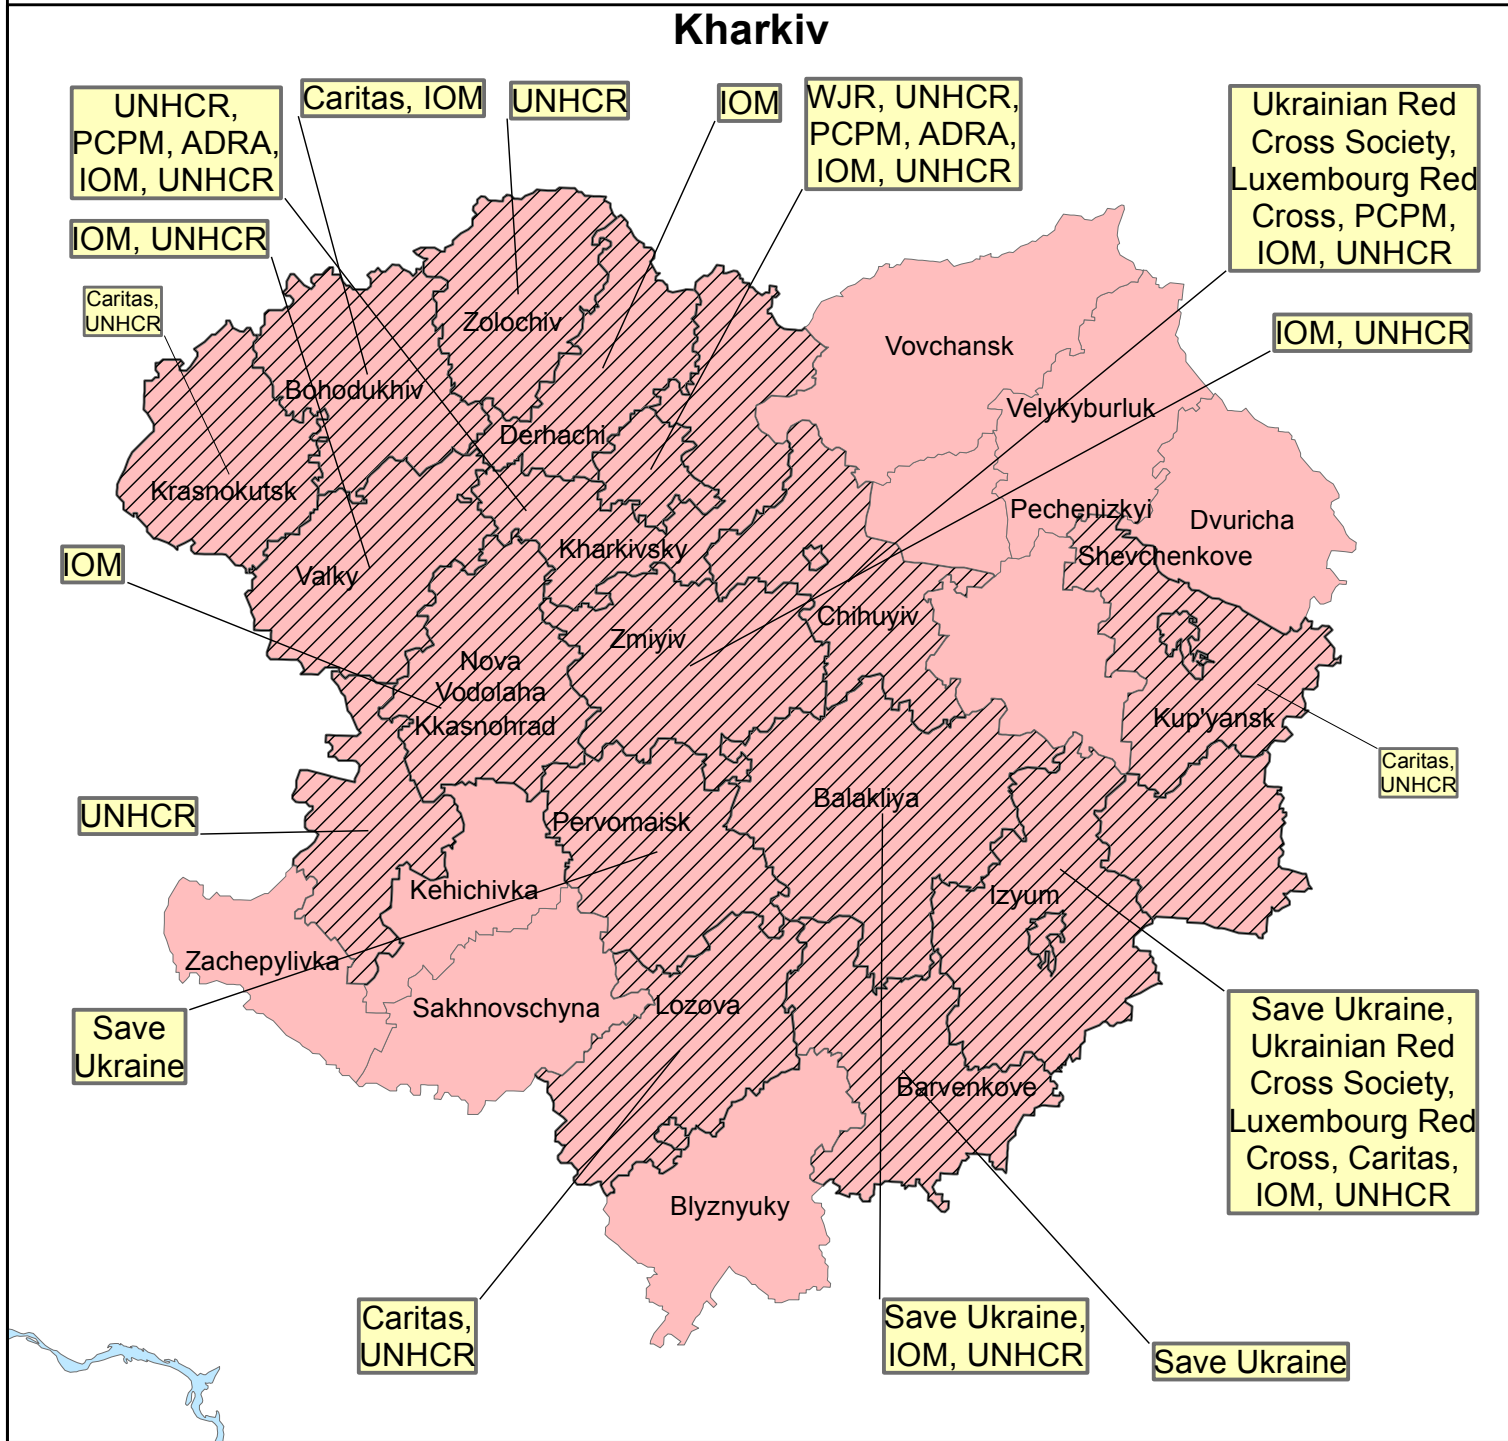 Kharkiv
UNHCR,
PCPM, ADRA,
IOM, UNHCR
Caritas, IOM
UNHCR
IOM
WJR, UNHCR,
PCPM, ADRA,
IOM, UNHCR
Ukrainian Red
Cross Society,
Luxembourg Red
Cross, PCPM,
IOM, UNHCR
IOM, UNHCR
Caritas,
UNHCR
IOM, UNHCR
Zolochiv
Vovchansk
Bohodukhiv
Velykyburluk
Derhachi
Krasnokutsk
Pechenizkyi
Dvuricha
Kharkivsky
Shevchenkove
IOM
Valky
Chihuyiv
Zmiyiv
Nova
Vodolaha
Kkasnohrad
Kup'yansk
Caritas,
UNHCR
UNHCR
Pervomaisk
Balakliya
Kehichivka
Izyum
Zachepylivka
Sakhnovschyna
Lozova
Save
Ukraine
Save Ukraine,
Ukrainian Red
Cross Society,
Luxembourg Red
Cross, Caritas,
IOM, UNHCR
Barvenkove
Blyznyuky
Caritas,
UNHCR
Save Ukraine,
IOM, UNHCR
Save Ukraine